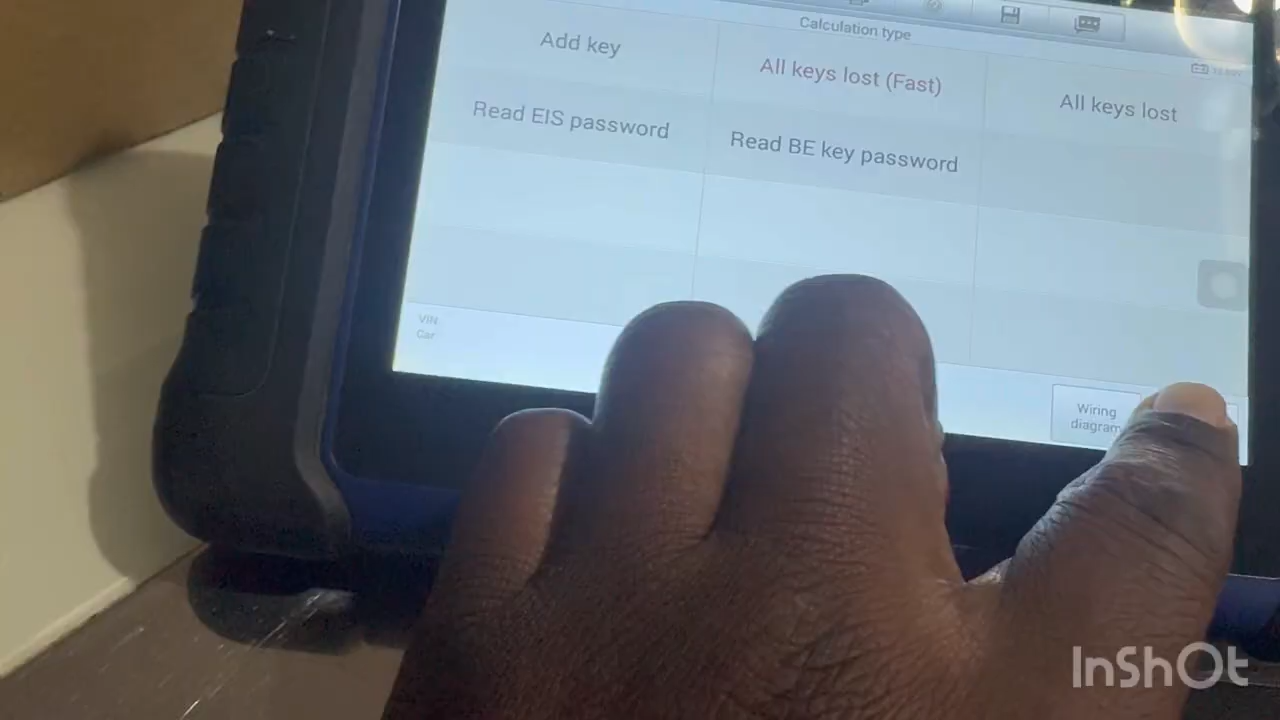 Calculation type
Add key
All keys lost (Fast)
All keys lost
Read EIS password
Read BE key password
VIN
Car
Wiring
diagram
InShOt